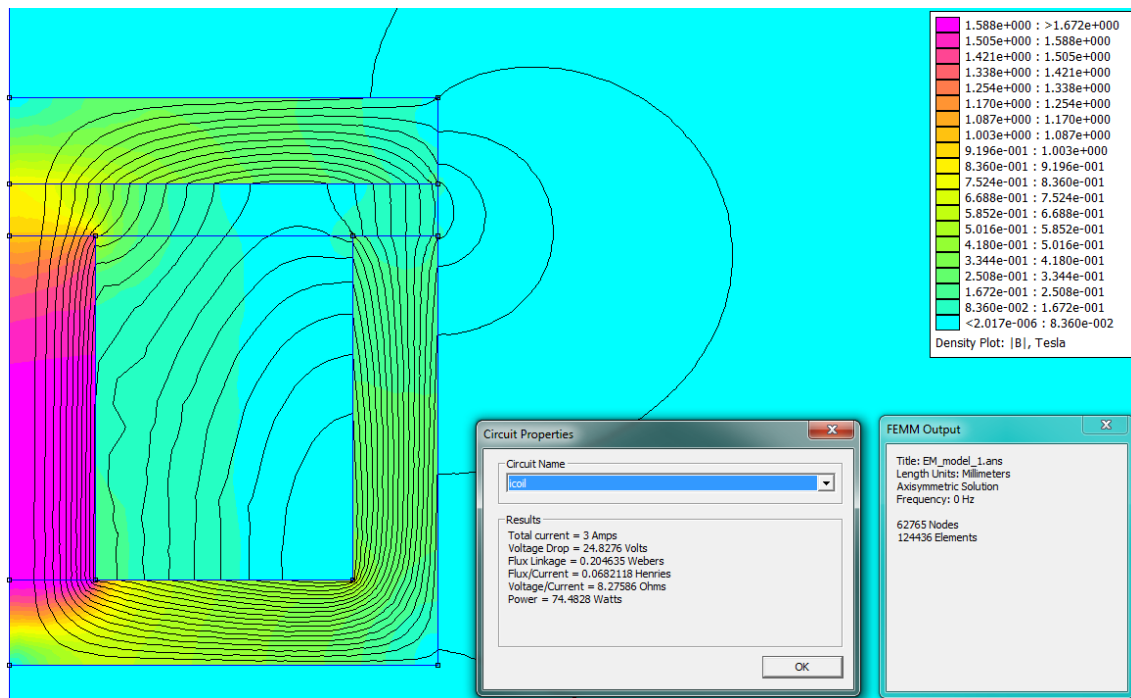 1.588e+000 : >1.672e+000
1.505e+000 : 1.588e+000
1.421e+000 : 1.505e+000
1.338e+000 : 1.421e+000
1.254e+000 : 1.338e+000
1.170e+000 : 1.254e+000
1.087e+000 : 1.170e+000
1.003e+000 : 1.087e+000
9.196e-001 : 1.003e+000
8.360e-001 : 9.196e-001
7.524e-001 : 8.360e-001
6.688e-001 : 7.524e-001
5.852e-001 : 6.688e-001
5.016e-001 : 5.852e-001
4.180e-001 : 5.016e-001
3.344e-001 : 4.180e-001
2.508e-001 : 3.344e-001
1.672e-001 : 2.508e-001
8.360e-002 : 1.672e-001
<2.017e-006 : 8.360e-002
Density Plot: |B|, Tesla
Circuit Properties
Circuit Name
icoil
Results
Total current = 3 Amps
Voltage Drop = 24.8276 Volts
Flux Linkage = 0.204635 Webers
Flux/Current = 0.0682118 Henries
Voltage/Current = 8.27586 Ohms
Power = 74.4828 Watts
OK
FEMM Output
Title: EM_model_1.ans
Length Units: Millimeters
Axisymmetric Solution
Frequency: 0 Hz
62765 Nodes
124436 Elements